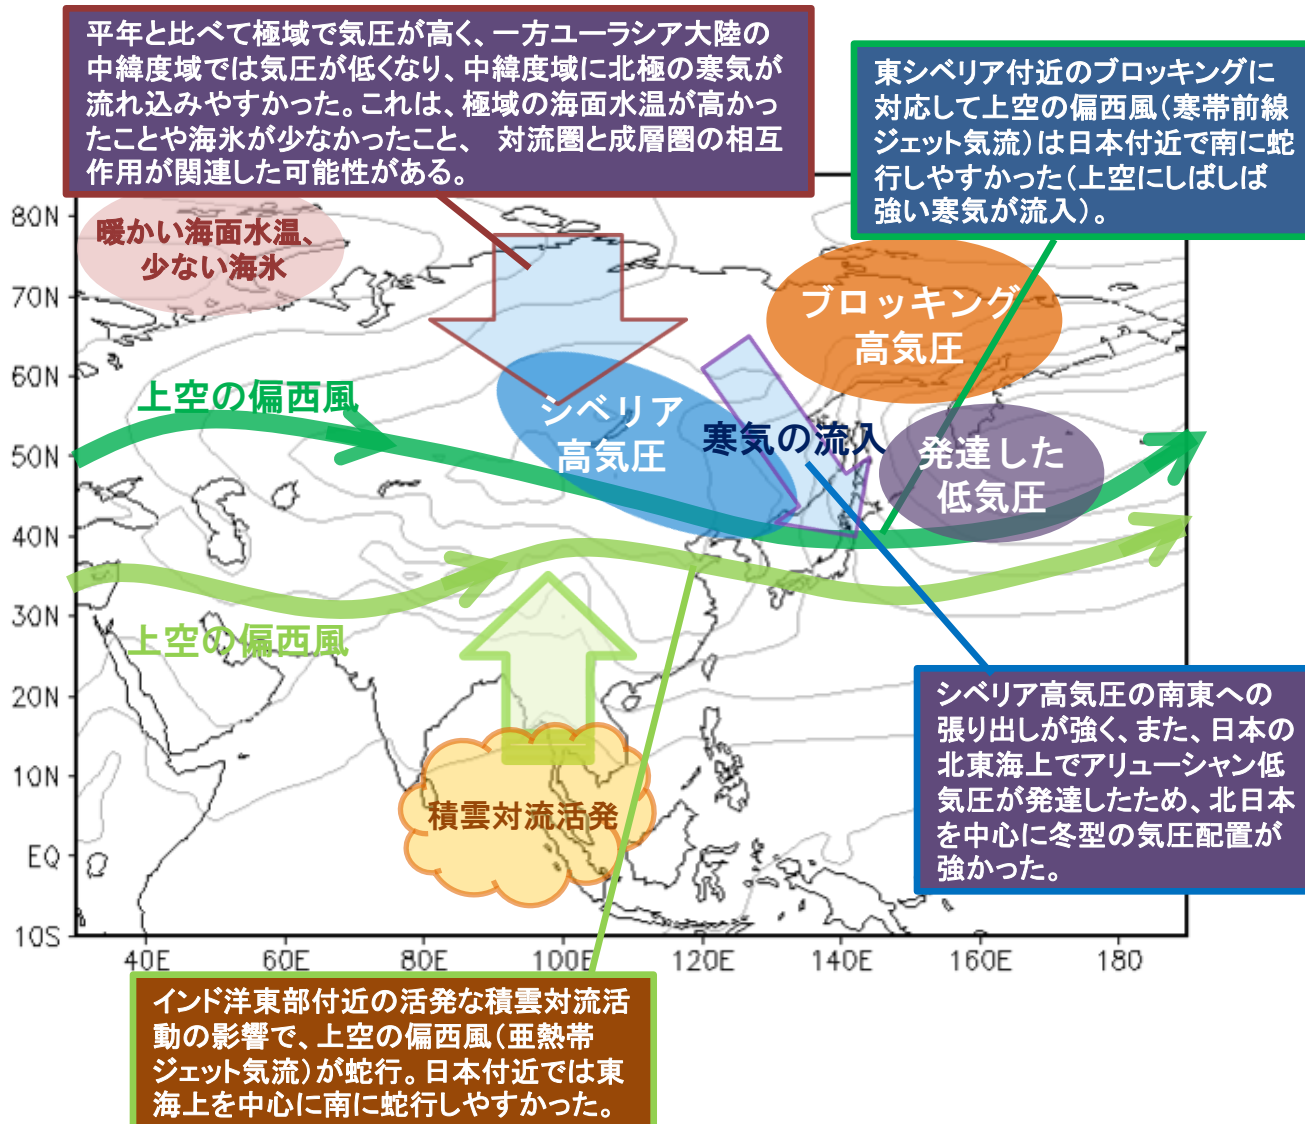 平年と比べて極域で気圧が高く、一方ユーラシア大陸の
中緯度域では気圧が低くなり、中緯度域に北極の寒気が
流れ込みやすかった。これは、極域の海面水温が高かっ
たことや海氷が少なかったこと、 対流圏と成層圏の相互
作用が関連した可能性がある。
東シベリア付近のブロッキングに
対応して上空の偏西風（寒帯前線
ジェット気流）は日本付近で南に蛇
行しやすかった（上空にしばしば
強い寒気が流入）。
80N
暖かい海面水温、
少ない海氷
70N
ブロッキング
高気圧
60N
上空の偏西風
シベリア
高気圧
寒気の流入
発達した
低気圧
50N
40N
30N
上空の偏西風
20N
シベリア高気圧の南東への
張り出しが強く、また、日本の
北東海上でアリューシャン低
気圧が発達したため、北日本
を中心に冬型の気圧配置が
強かった。
10N
積雲対流活発
EQ
10S
40E 60E 80E 100E 120E 140E 160E 180
インド洋東部付近の活発な積雲対流活
動の影響で、上空の偏西風（亜熱帯
ジェット気流）が蛇行。日本付近では東
海上を中心に南に蛇行しやすかった。